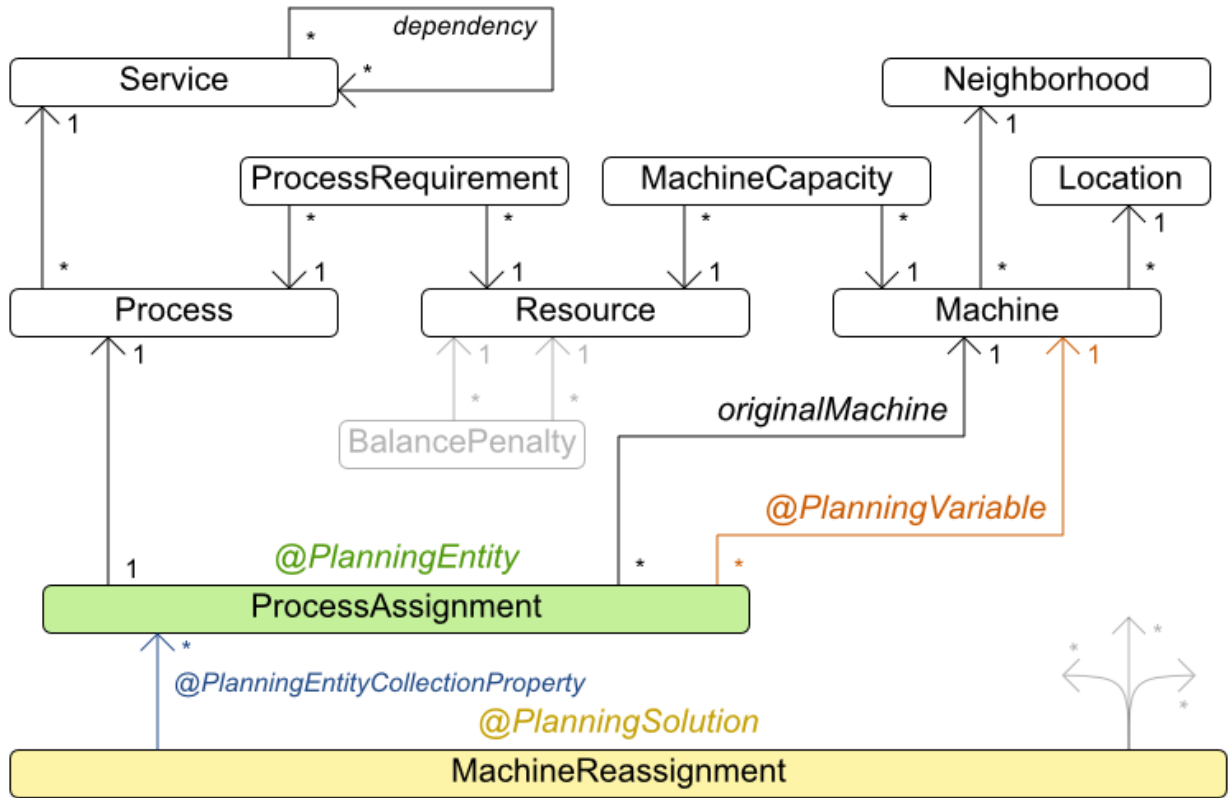 dependency
*
*
Service
Neighborhood
1
1
ProcessRequirement
MachineCapacity
Location
*
*
*
*
1
*
1
1
1
1
*
*
Process
Resource
Machine
1
1
1
1
1
*
*
originalMachine
BalancePenalty
@PlanningVariable
@PlanningEntity
1
*
*
ProcessAssignment
*
*
*
@PlanningEntityCollectionProperty
*
@PlanningSolution
MachineReassignment